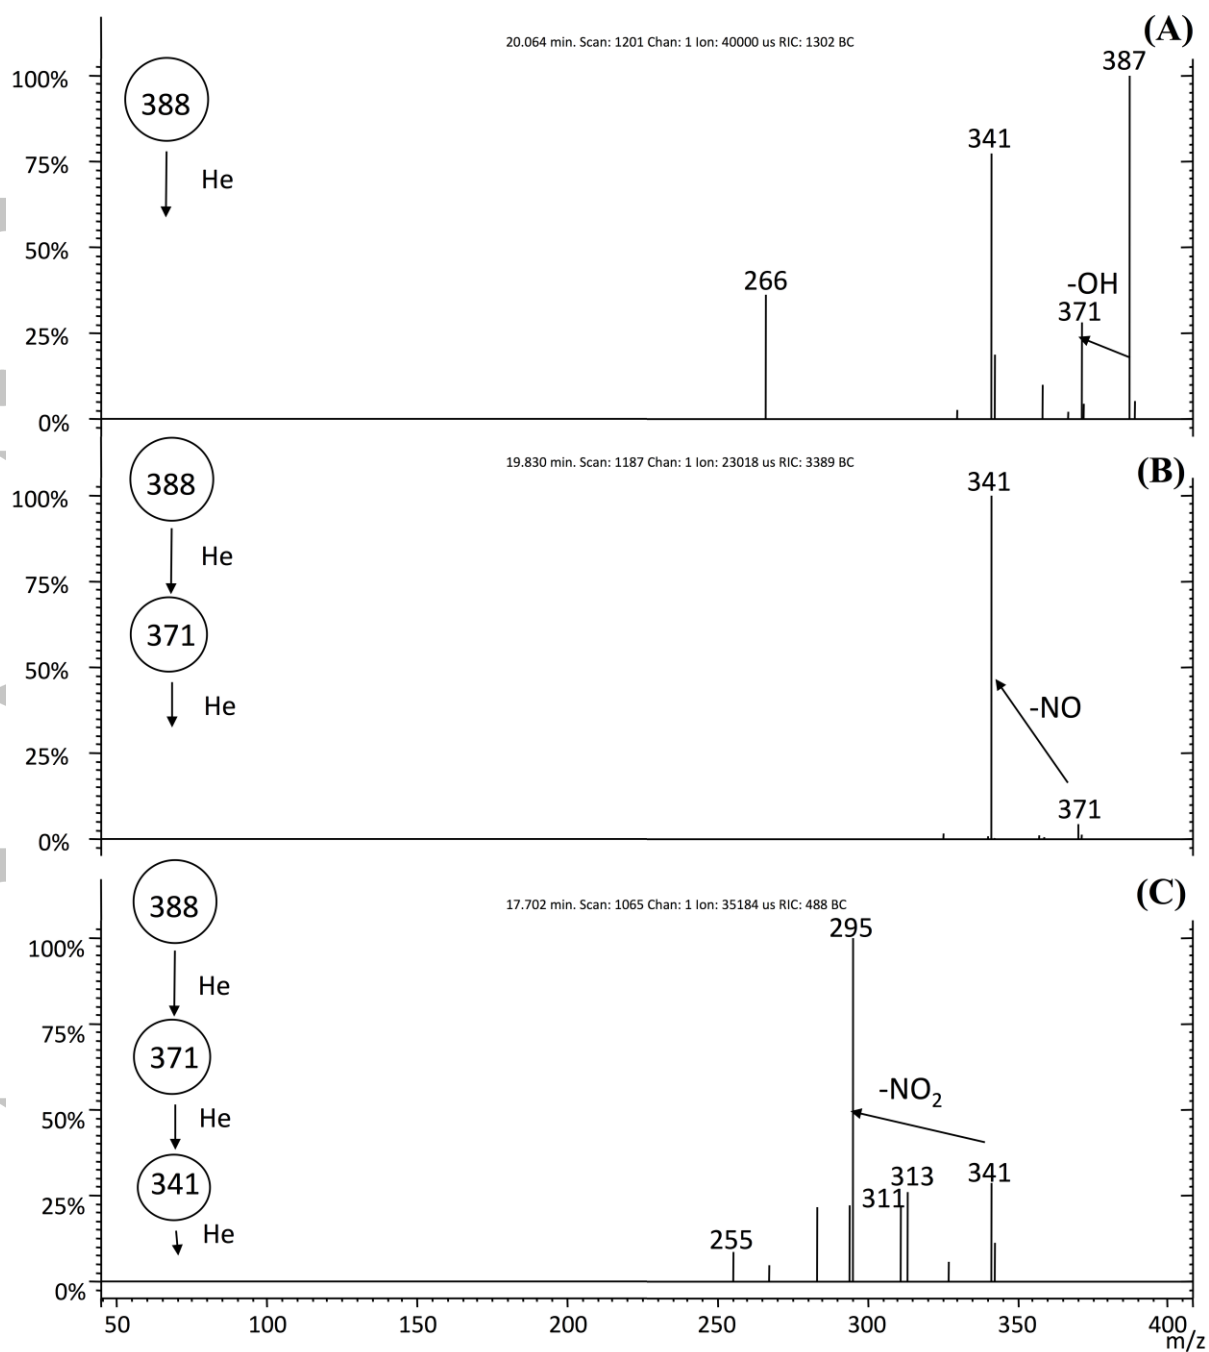 (A)
20.064 min. Scan: 1201 Chan: 1 Ion: 40000 us RIC: 1302 BC
387
100%
388
341
75%
He
50%
266
-OH
371
25%
0%
(B)
388
19.830 min. Scan: 1187 Chan: 1 Ion: 23018 us RIC: 3389 BC
341
100%
He
75%
371
50%
He
-NO
25%
371
0%
(C)
388
17.702 min. Scan: 1065 Chan: 1 Ion: 35184 us RIC: 488 BC
295
100%
He
75%
371
-NO2
50%
He
341
341
313
25%
311
He
255
0%
50 100 150 200 250 300 350 400
m/z